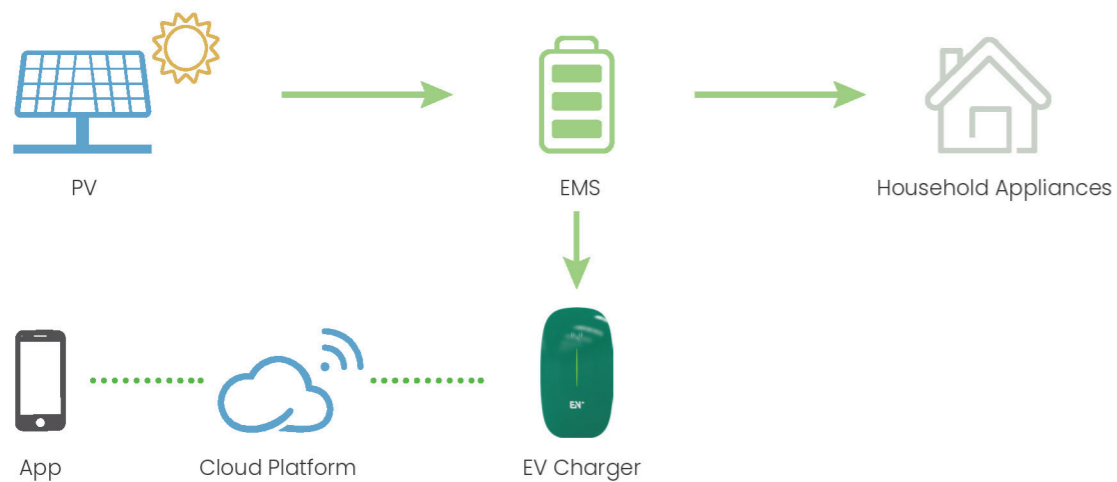 PV
EMS
Household Appliances
EN+
App
Cloud Platform
EV Charger